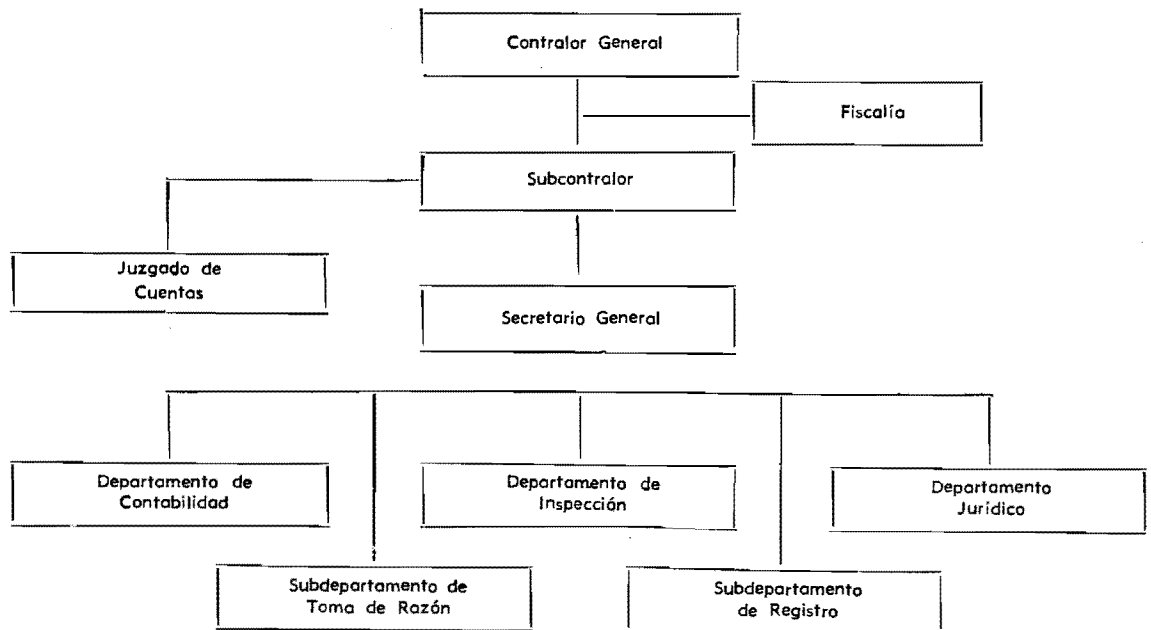 Contralor General
Fiscalía
Subcontralor
Juzgado de
Cuentas
Secretario General
Departamento de
Contabilidad
Departamento de
Inspección
Departamento
Jurídico
Subdepartamento de
Toma de Razón
Subdepartamento
de Registro